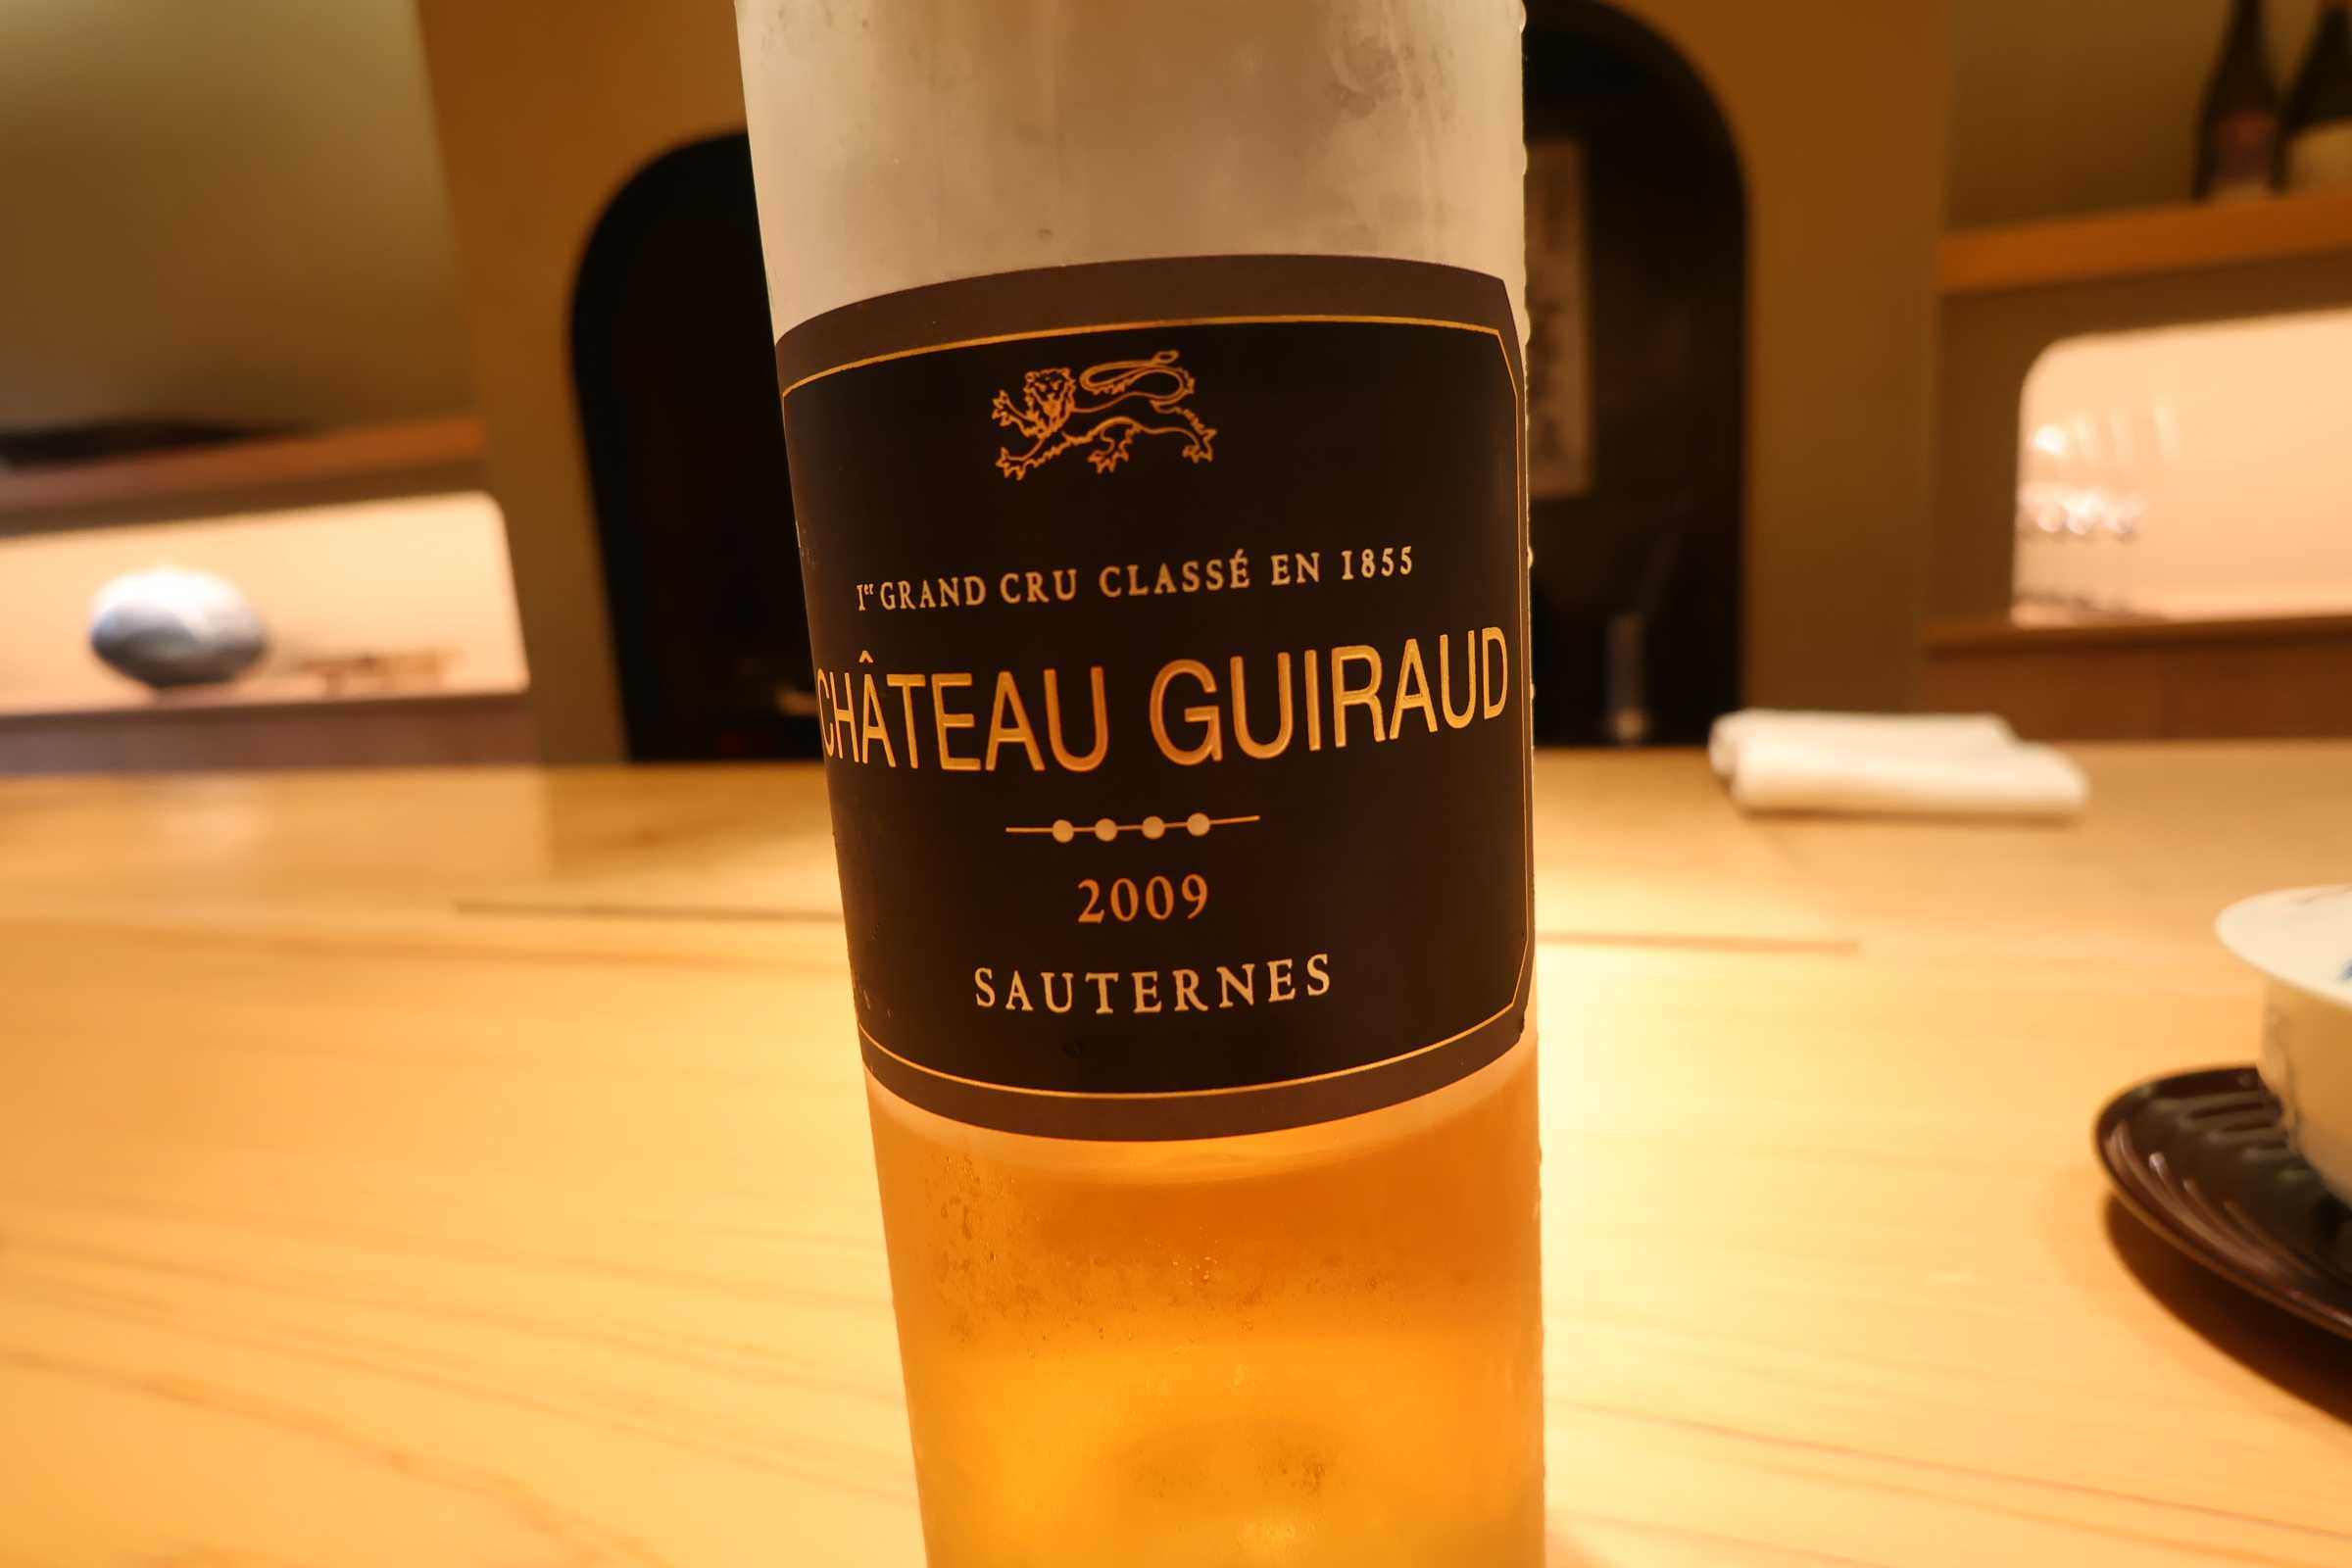 1er GRAND CRU CLASSÉ EN 1855
CHÂTEAU GUIRAUD
2009
SAUTERNES